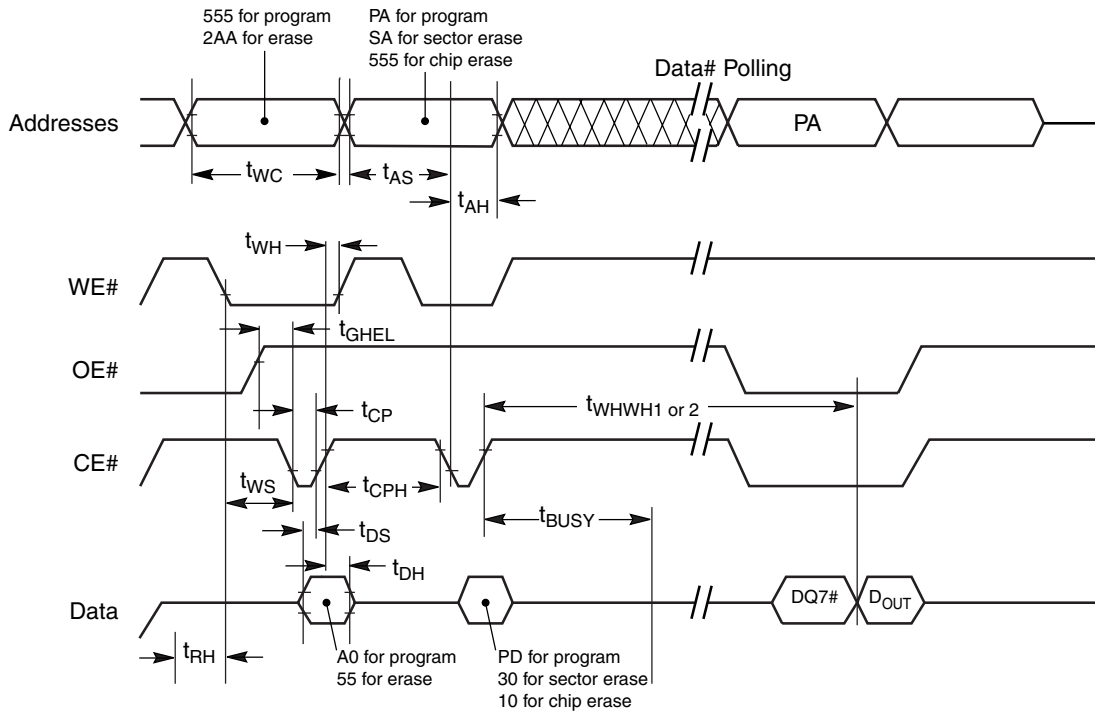 555 for program
2AA for erase
PA for program
SA for sector erase
555 for chip erase
Data# Polling
Addresses
PA
tWC
tAS
tAH
tWH
WE#
tGHEL
OE#
tCP
tWHWH1 or 2
CE#
tWS
tCPH
tBUSY
tDS
tDH
Data
DQ7#
DOUT
tRH
A0 for program
55 for erase
PD for program
30 for sector erase
10 for chip erase